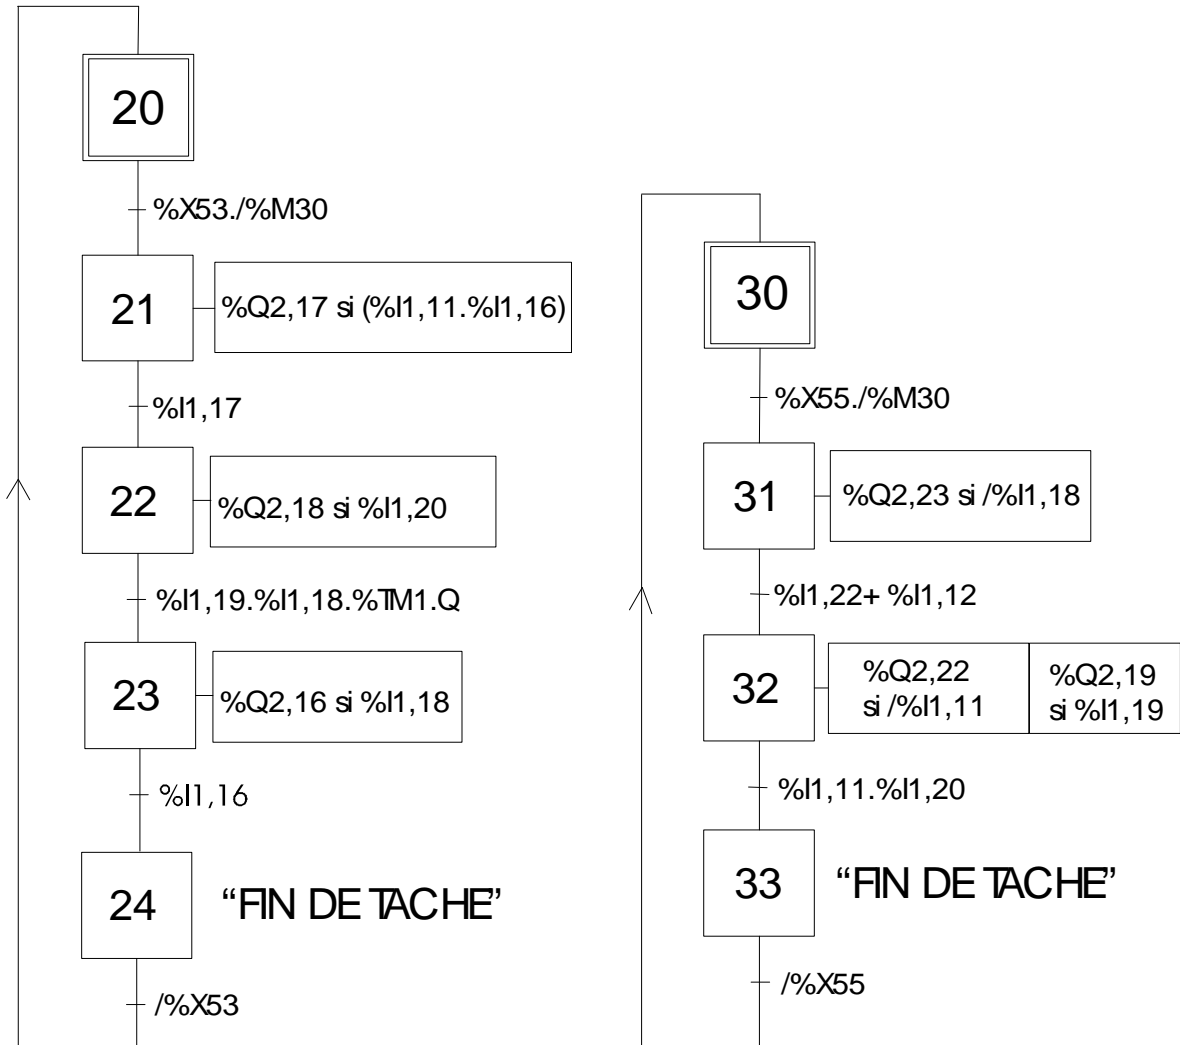 20
%X53./%M30
21
%Q2,17 si (%I1,11.%I1,16)
%I1,17
22
%Q2,18 si %I1,20
%I1,19.%I1,18.%TM1.Q
23
%Q2,16 si %I1,18
%I1,16
24
“FIN DE TACHE”
/%X53
30
%X55./%M30
31
%Q2,23 si /%I1,18
%I1,22+ %I1,12
32
%Q2,22
si /%I1,11
%Q2,19
si %I1,19
%I1,11.%I1,20
33
“FIN DE TACHE”
/%X55